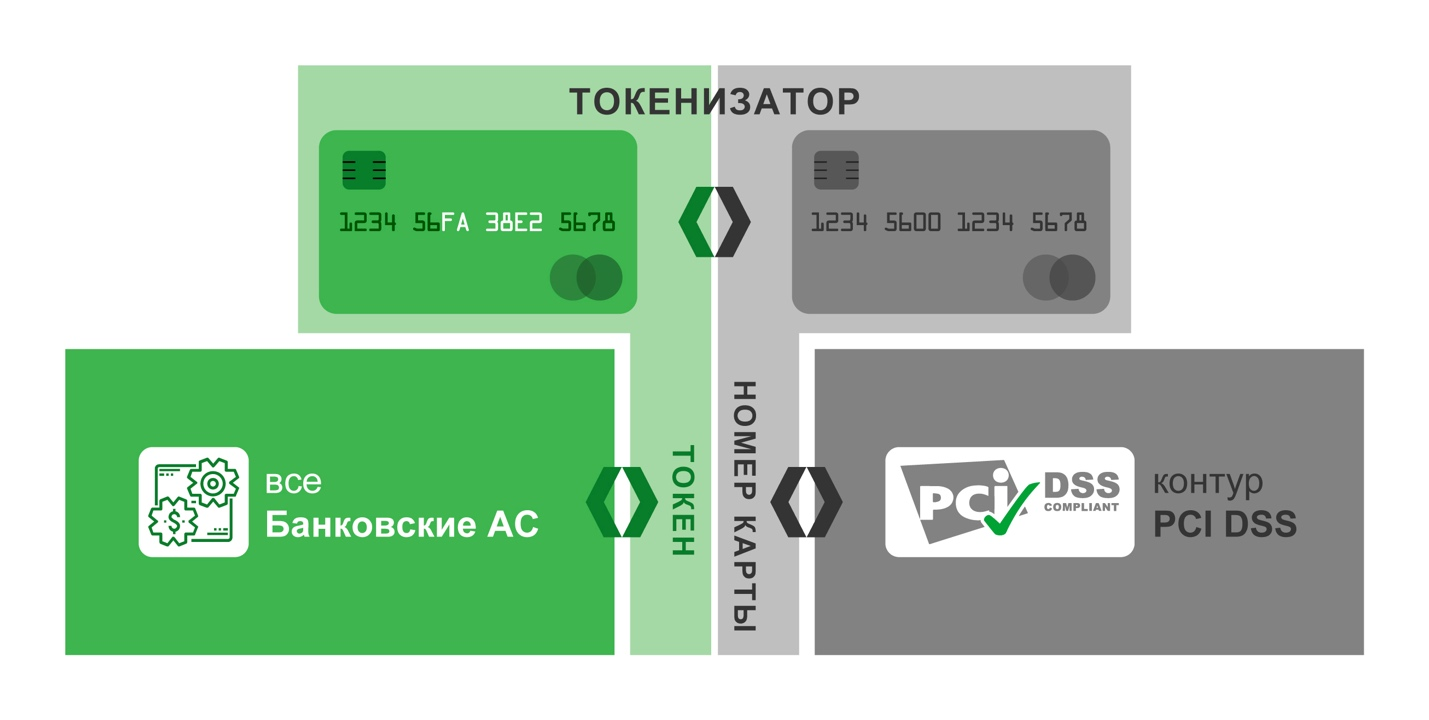 ТОКЕНИЗАТОР
1234 56FA 38E2 5678
1234 5600 1234 5678
ТОКЕН
НОМЕР КАРТЫ
все
Банковские АС
PCi DSS
COMPLIANT
контур
PCI DSS
$